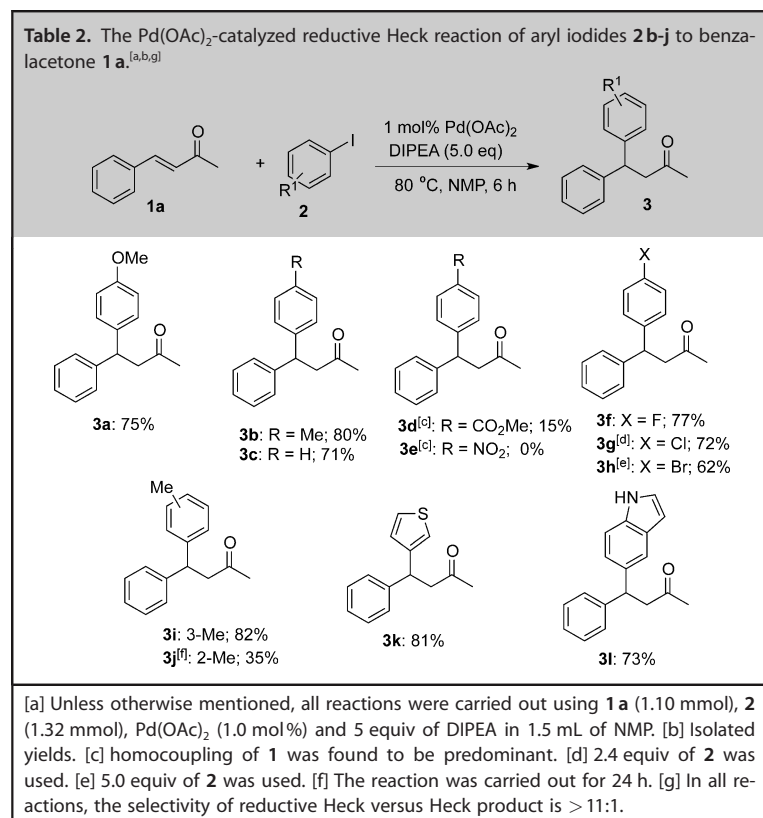 Table 2. The Pd(OAc)₂-catalyzed reductive Heck reaction of aryl iodides 2b-j to benza-
lacetone 1a.[a,b,g]
O
1a
+
I
R¹
2
1 mol% Pd(OAc)₂
DIPEA (5.0 eq)
80 °C, NMP, 6 h
R¹
O
3
OMe
O
3a: 75%
R
O
3b: R = Me; 80%
3c: R = H; 71%
R
O
3d[c]: R = CO₂Me; 15%
3e[c]: R = NO₂; 0%
X
O
3f: X = F; 77%
3g[d]: X = Cl; 72%
3h[e]: X = Br; 62%
Me
O
3i: 3-Me; 82%
3j[f]: 2-Me; 35%
S
O
3k: 81%
HN
O
3l: 73%
[a] Unless otherwise mentioned, all reactions were carried out using 1a (1.10 mmol), 2
(1.32 mmol), Pd(OAc)₂ (1.0 mol%) and 5 equiv of DIPEA in 1.5 mL of NMP. [b] Isolated
yields. [c] homocoupling of 1 was found to be predominant. [d] 2.4 equiv of 2 was
used. [e] 5.0 equiv of 2 was used. [f] The reaction was carried out for 24 h. [g] In all re-
actions, the selectivity of reductive Heck versus Heck product is >11:1.